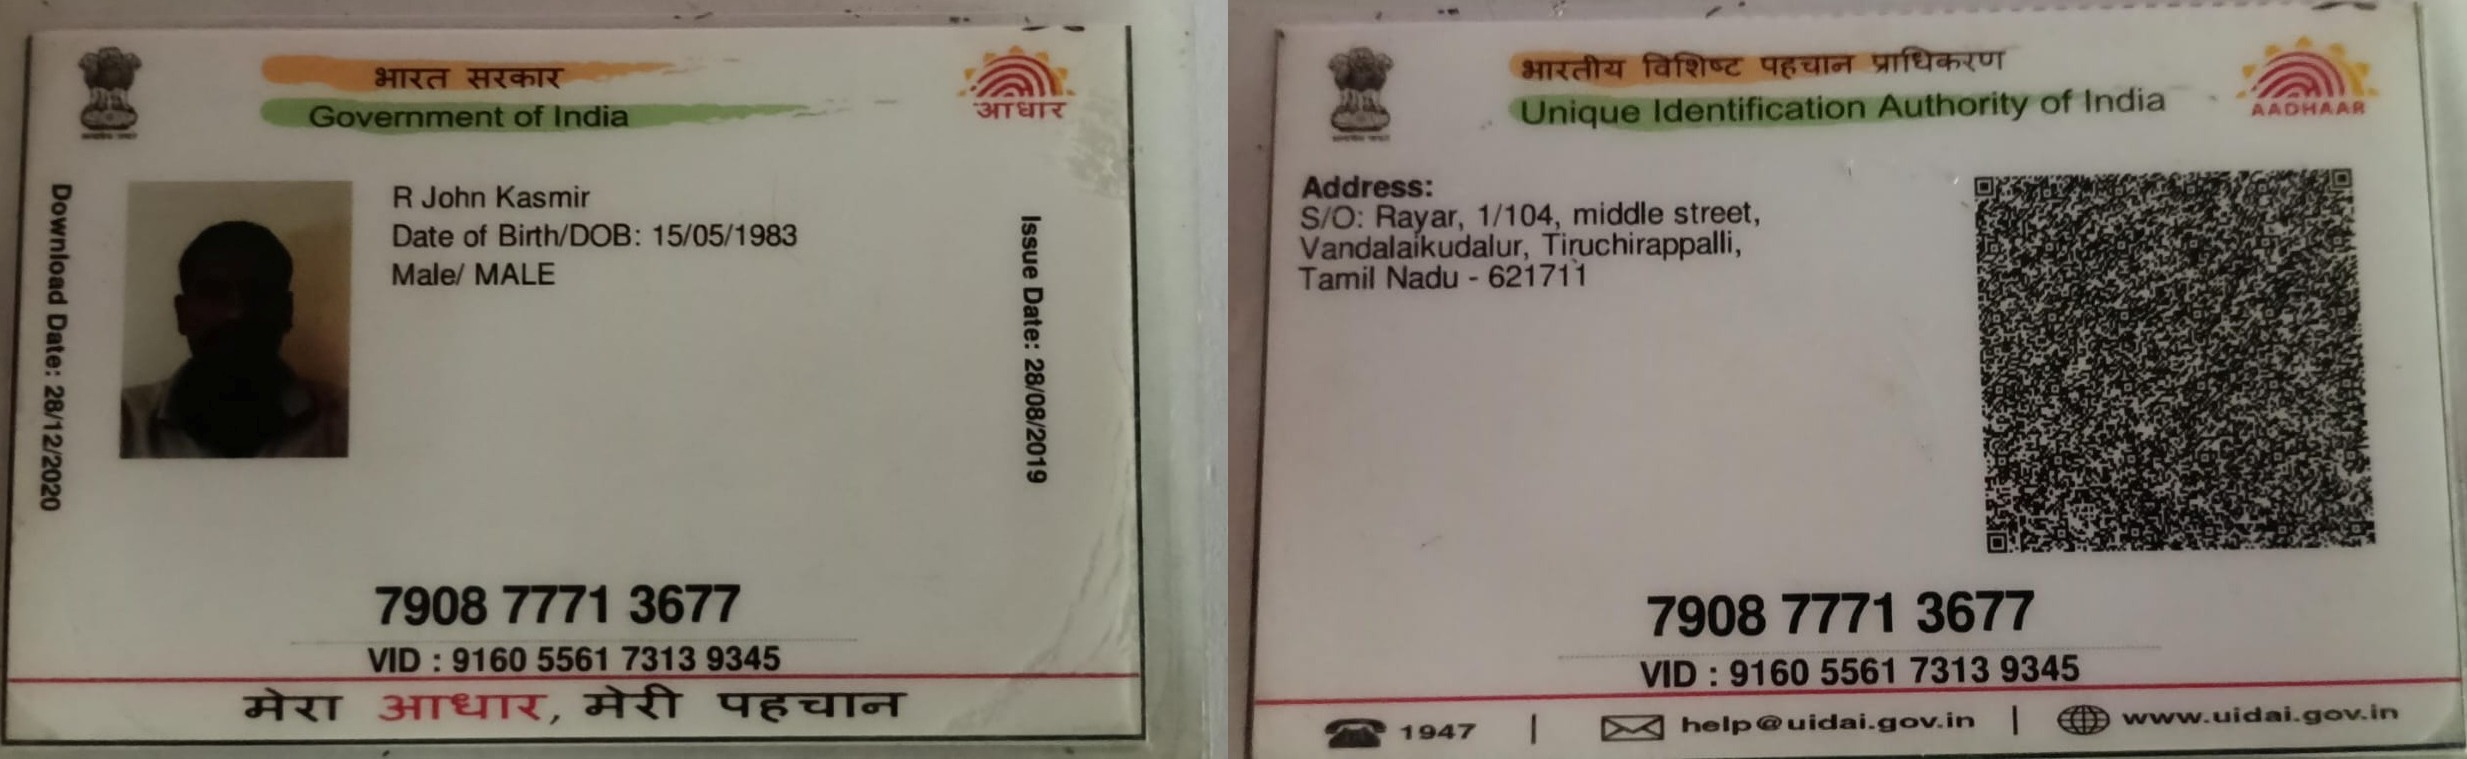 भारत सरकार
Government of India
आधार
Download Date: 28/12/2020
R John Kasmir
Date of Birth/DOB: 15/05/1983
Male/ MALE
Issue Date: 28/08/2019
7908 7771 3677
VID : 9160 5561 7313 9345
मेरा आधार, मेरी पहचान
भारतीय विशिष्ट पहचान प्राधिकरण
Unique Identification Authority of India
AADHAAR
Address:
S/O: Rayar, 1/104, middle street,
Vandalaikudalur, Tiruchirappalli,
Tamil Nadu - 621711
7908 7771 3677
VID : 9160 5561 7313 9345
1947 | help@uidai.gov.in | www.uidai.gov.in